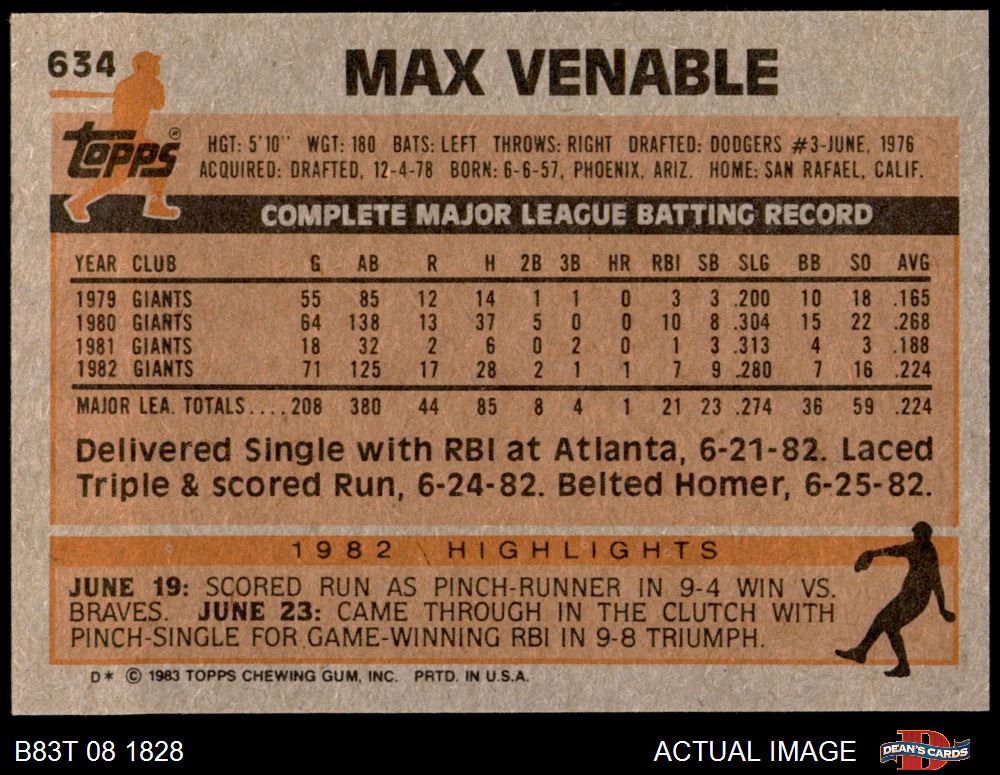 634
MAX VENABLE
topps®
HGT: 5'10" WGT: 180 BATS: LEFT THROWS: RIGHT DRAFTED: DODGERS #3-JUNE, 1976
ACQUIRED: DRAFTED, 12-4-78 BORN: 6-6-57, PHOENIX, ARIZ. HOME: SAN RAFAEL, CALIF.
COMPLETE MAJOR LEAGUE BATTING RECORD
YEAR CLUB G AB R H 2B 3B HR RBI SB SLG BB SO AVG
1979 GIANTS 55 85 12 14 1 1 0 3 3 .200 10 18 .165
1980 GIANTS 64 138 13 37 5 0 0 10 8 .304 15 22 .268
1981 GIANTS 18 32 2 6 0 2 0 1 3 .313 4 3 .188
1982 GIANTS 71 125 17 28 2 1 1 7 9 .280 7 16 .224
MAJOR LEA. TOTALS....208 380 44 85 8 4 1 21 23 .274 36 59 .224
Delivered Single with RBI at Atlanta, 6-21-82. Laced
Triple & scored Run, 6-24-82. Belted Homer, 6-25-82.
1982 HIGHLIGHTS
JUNE 19: SCORED RUN AS PINCH-RUNNER IN 9-4 WIN VS.
BRAVES. JUNE 23: CAME THROUGH IN THE CLUTCH WITH
PINCH-SINGLE FOR GAME-WINNING RBI IN 9-8 TRIUMPH.
D* © 1983 TOPPS CHEWING GUM, INC. PRTD. IN U.S.A.
B83T 08 1828 ACTUAL IMAGE DEAN'S CARDS